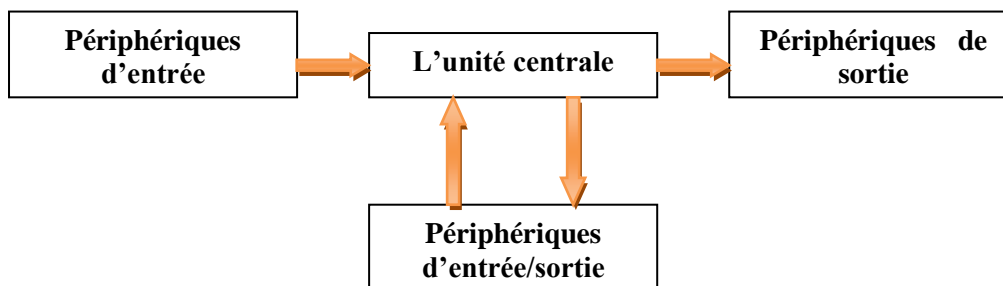 Périphériques
d’entrée
L’unité centrale
Périphériques de
sortie
Périphériques
d’entrée/sortie